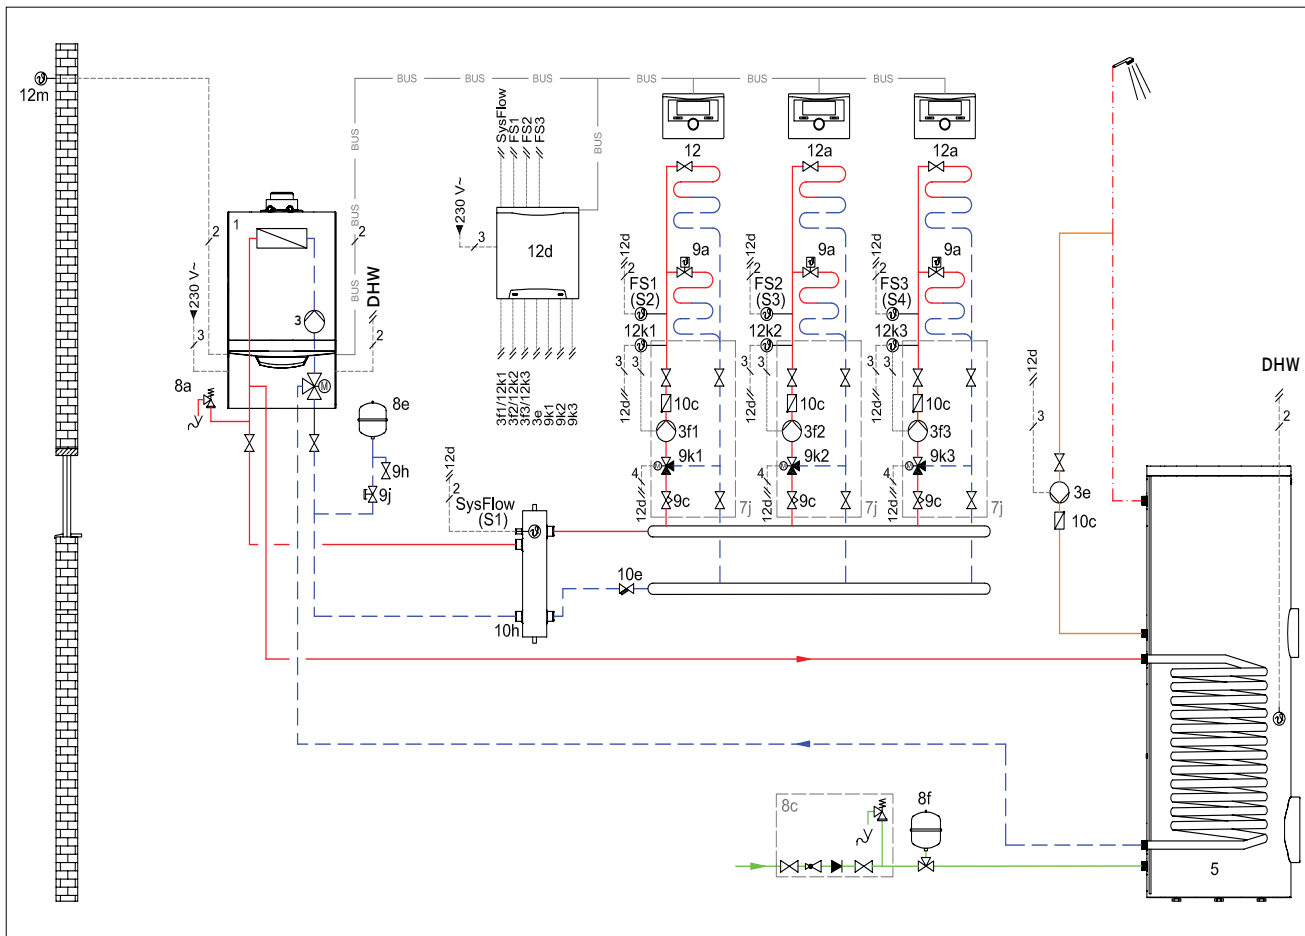 BUS BUS BUS BUS BUS BUS BUS
12m
SysFlow
FS1
FS2
FS3
BUS
BUS
12 12a 12a
230 V~
3
12d
1
2
BUS
2
230 V~
3
DHW
2
3
M
8a
8e
9h
9j
3f1/12k1
3f2/12k2
3f3/12k3
3e
9k1
9k2
9k3
12d
2
FS1
(S2)
9a
12d
2
FS2
(S3)
9a
12d
2
FS3
(S4)
9a
12k1 12k2 12k3
3 3
12d
3 3
12d
3 3
12d
10c 10c 10c
3f1 3f2 3f3
M 9k1 M 9k2 M 9k3
4
12d
4
12d
4
12d
9c 9c 9c
7j 7j
12d
2
SysFlow
(S1)
10e
10h
12d
3
3e
10c
DHW
2
8c
8f
5